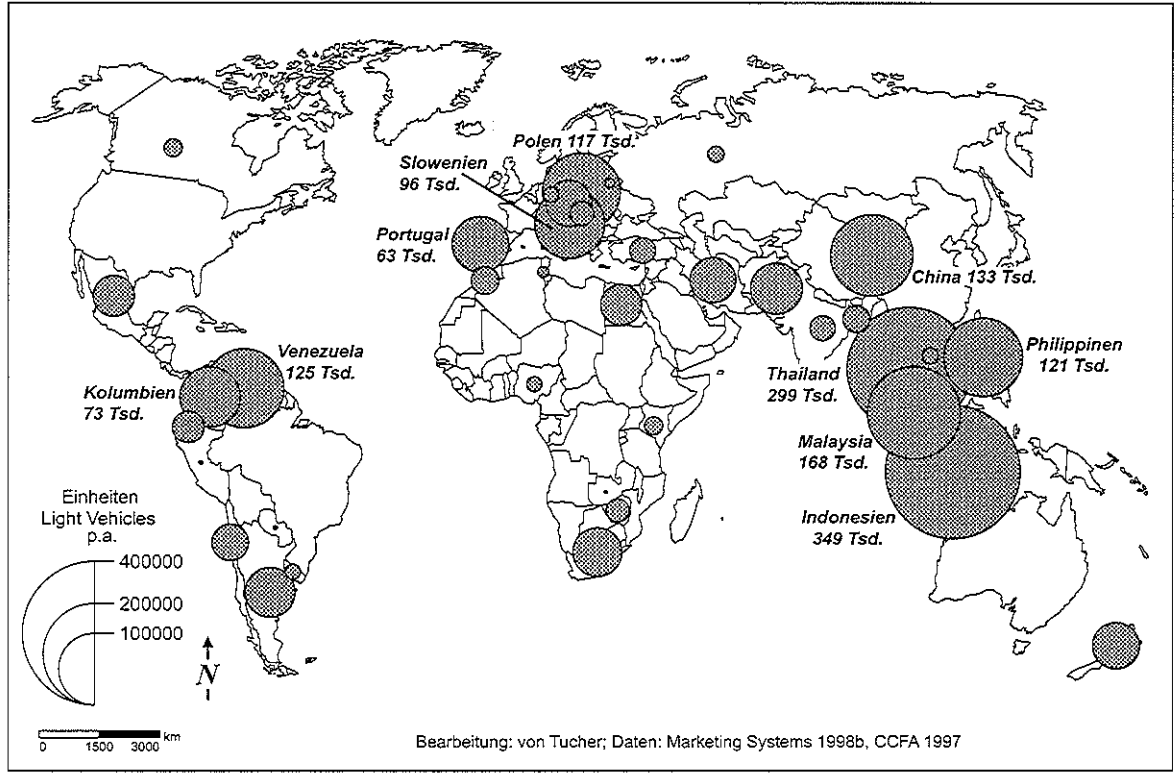 Polen 117 Tsd.
Slowenien
96 Tsd.
Portugal
63 Tsd.
China 133 Tsd.
Venezuela
125 Tsd.
Kolumbien
73 Tsd.
Philippinen
121 Tsd.
Thailand
299 Tsd.
Malaysia
168 Tsd.
Indonesien
349 Tsd.
Einheiten
Light Vehicles
p.a.
400000
200000
100000
N
0 1500 3000 km
Bearbeitung: von Tucher; Daten: Marketing Systems 1998b, CCFA 1997